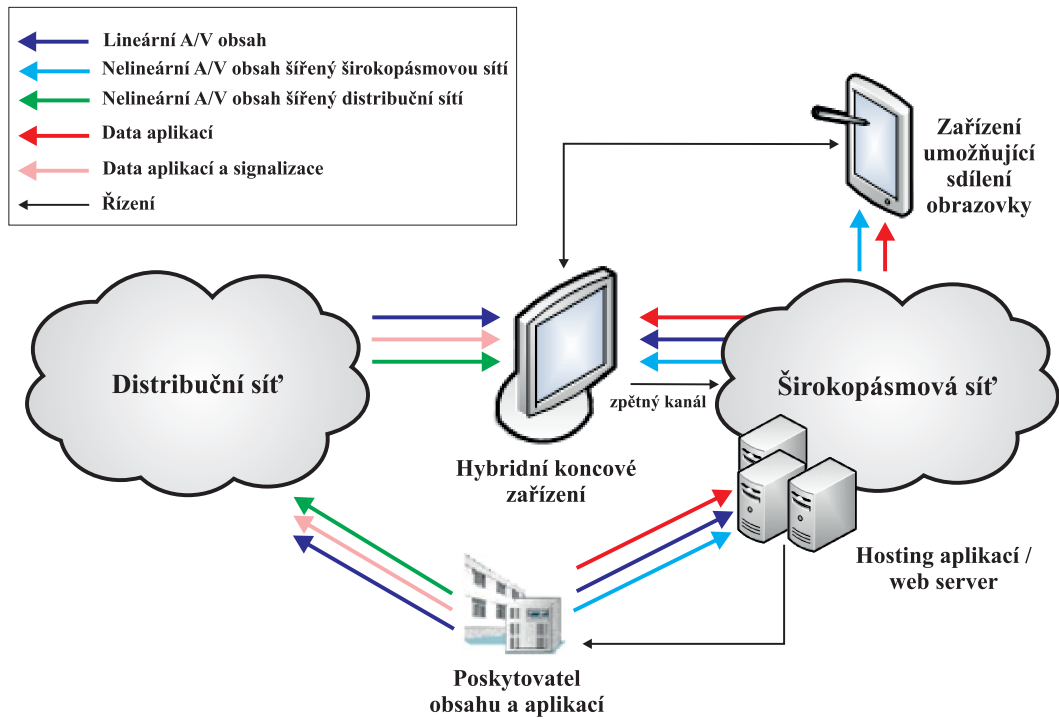 Lineární A/V obsah
Nelineární A/V obsah šířený širokopásmovou sítí
Nelineární A/V obsah šířený distribuční sítí
Data aplikací
Data aplikací a signalizace
Řízení
Zařízení
umožňující
sdílení
obrazovky
Distribuční síť
Širokopásmová síť
zpětný kanál
Hybridní koncové
zařízení
Hosting aplikací /
web server
Poskytovatel
obsahu a aplikací